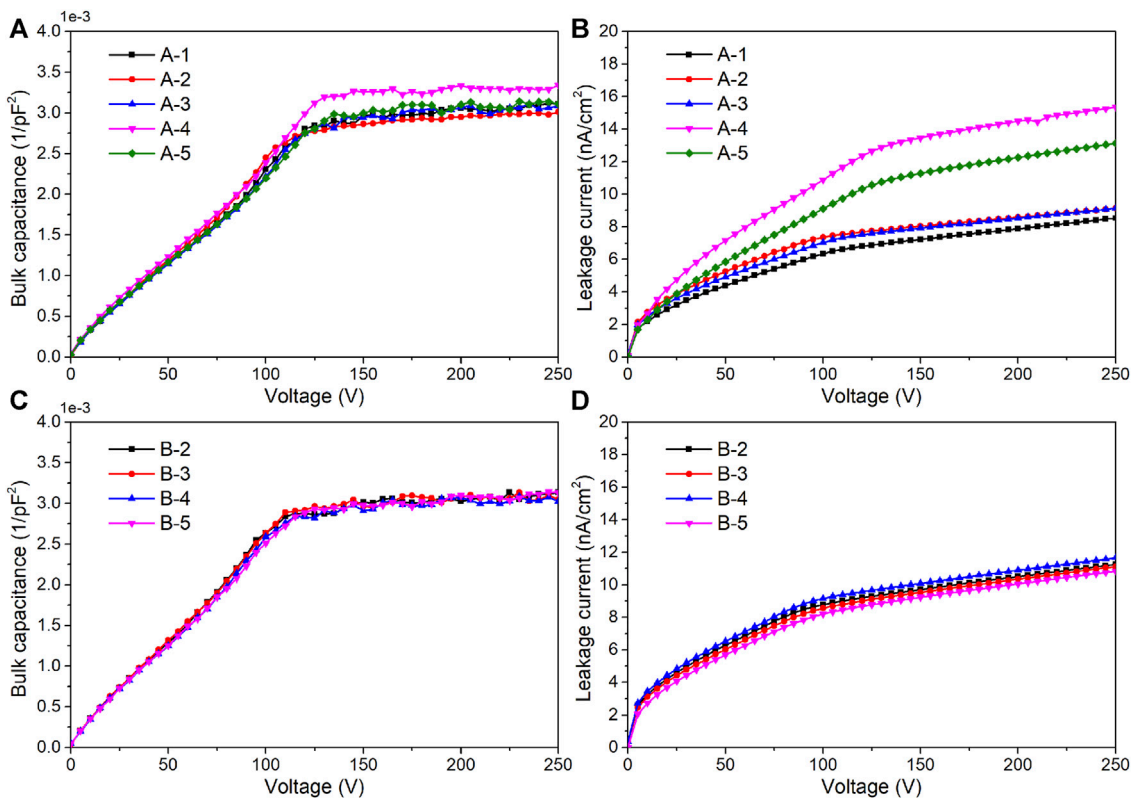 A
1e-3
4.0
3.5
3.0
2.5
2.0
1.5
1.0
0.5
0.0
Bulk capacitance (1/pF²)
A-1
A-2
A-3
A-4
A-5
0 50 100 150 200 250
Voltage (V)
B
20
18
16
14
12
10
8
6
4
2
0
Leakage current (nA/cm²)
A-1
A-2
A-3
A-4
A-5
0 50 100 150 200 250
Voltage (V)
C
1e-3
4.0
3.5
3.0
2.5
2.0
1.5
1.0
0.5
0.0
Bulk capacitance (1/pF²)
B-2
B-3
B-4
B-5
0 50 100 150 200 250
Voltage (V)
D
20
18
16
14
12
10
8
6
4
2
0
Leakage current (nA/cm²)
B-2
B-3
B-4
B-5
0 50 100 150 200 250
Voltage (V)